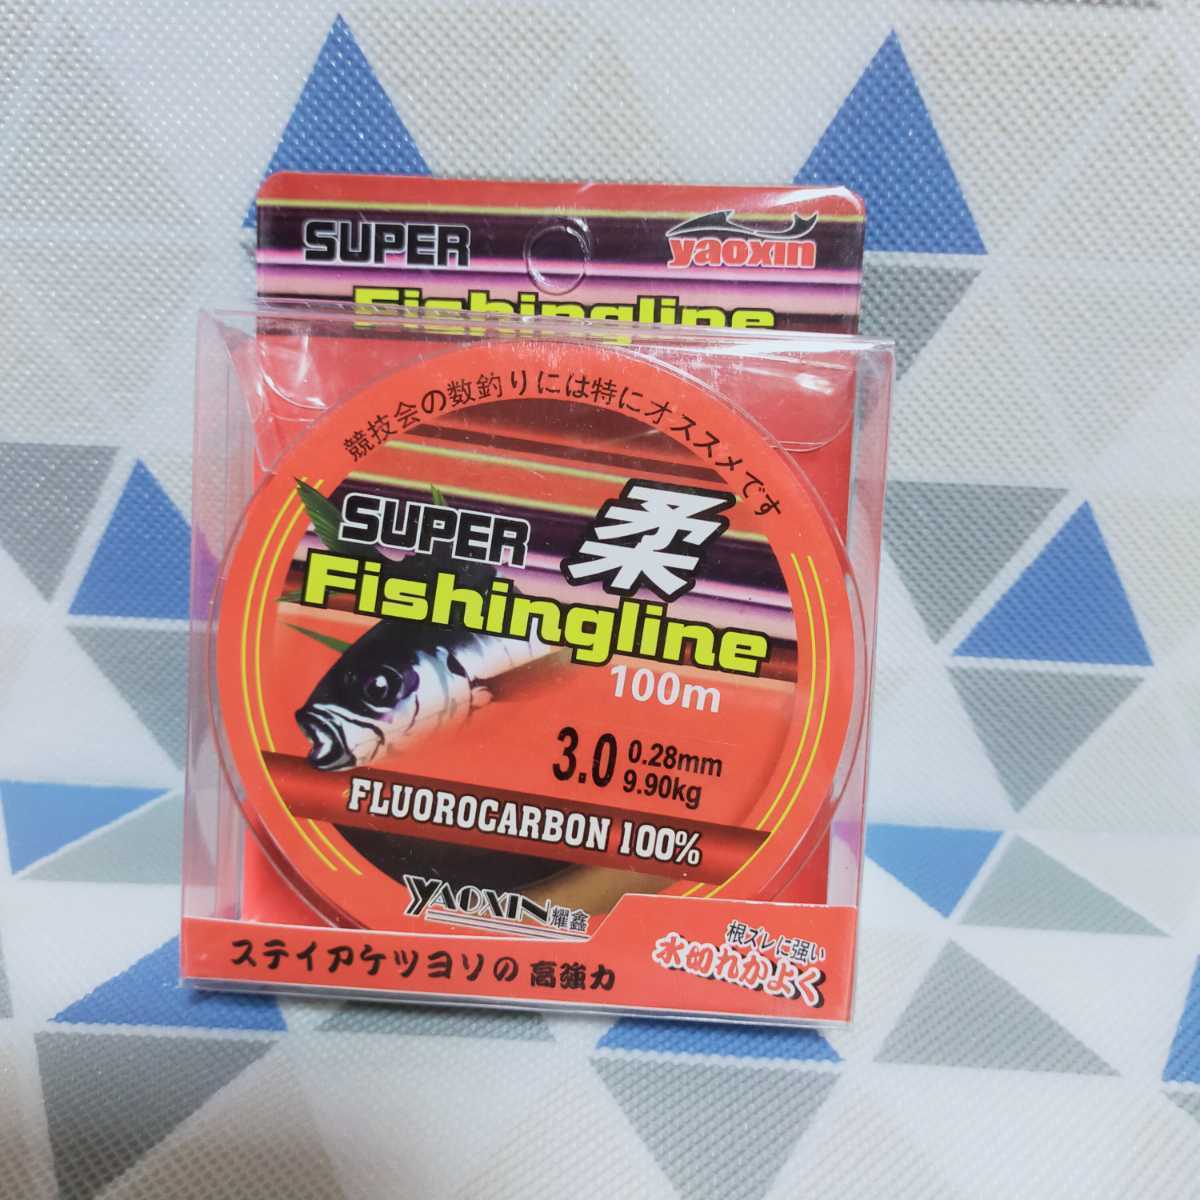 SUPER
yaoxin
Fishingline
競技会の数釣りには特にオススメです
SUPER 柔
Fishingline
100m
3.0 0.28mm
9.90kg
FLUOROCARBON 100%
YAOXIN 耀鑫
根ズレに強い
水切れかよく
ステイアケツヨソの 高強力